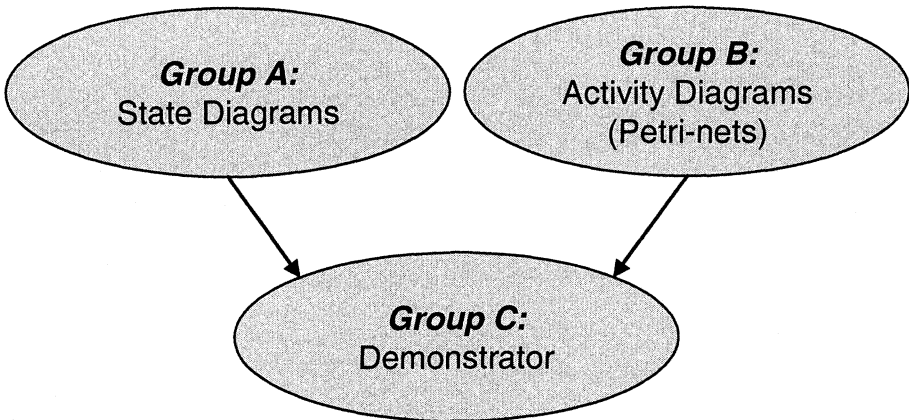 Group A:
State Diagrams
Group B:
Activity Diagrams
(Petri-nets)
Group C:
Demonstrator